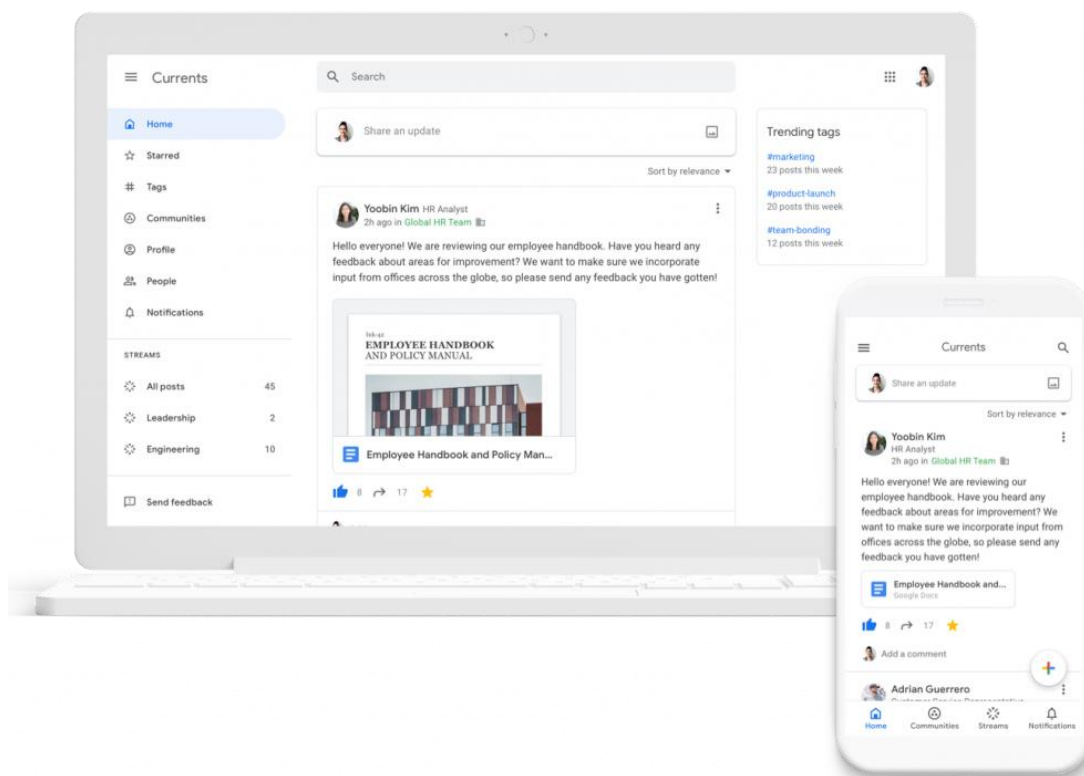 Currents
Search
Home
Starred
Tags
Communities
Profile
People
Notifications
STREAMS
All posts 45
Leadership 2
Engineering 10
Send feedback
Share an update
Sort by relevance
Yoobin Kim HR Analyst
2h ago in Global HR Team
Hello everyone! We are reviewing our employee handbook. Have you heard any
feedback about areas for improvement? We want to make sure we incorporate
input from offices across the globe, so please send any feedback you have gotten!
Ink-42
EMPLOYEE HANDBOOK
AND POLICY MANUAL
Employee Handbook and Policy Man...
8 17
Trending tags
#marketing
23 posts this week
#product-launch
20 posts this week
#team-bonding
12 posts this week
Currents
Share an update
Sort by relevance
Yoobin Kim
HR Analyst
2h ago in Global HR Team
Hello everyone! We are reviewing our
employee handbook. Have you heard any
feedback about areas for improvement? We
want to make sure we incorporate input from
offices across the globe, so please send any
feedback you have gotten!
Employee Handbook and...
Google Docs
8 17
Add a comment
Adrian Guerrero
Customer Service Representative
Home Communities Streams Notifications